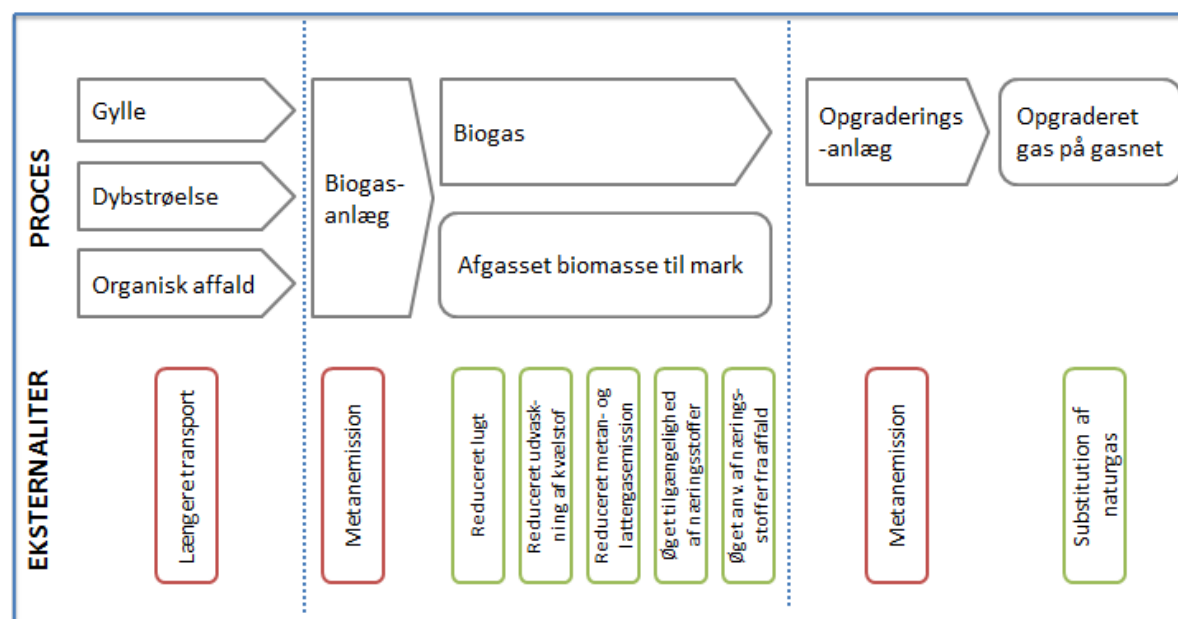 PROCES
Gylle
Dybstrøelse
Organisk affald
Biogas-
anlæg
Biogas
Afgasset biomasse til mark
Opgraderings
-anlæg
Opgraderet
gas på gasnet
EKSTERNALITER
Længere transport
Metanemission
Reduceret lugt
Reduceret udvask-
ning af kvælstof
Reduceret metan- og
lattergasemission
Øget tilgængelighed
af næringsstoffer
Øget anv. af nærings-
stoffer fra affald
Metanemission
Substitution af
naturgas